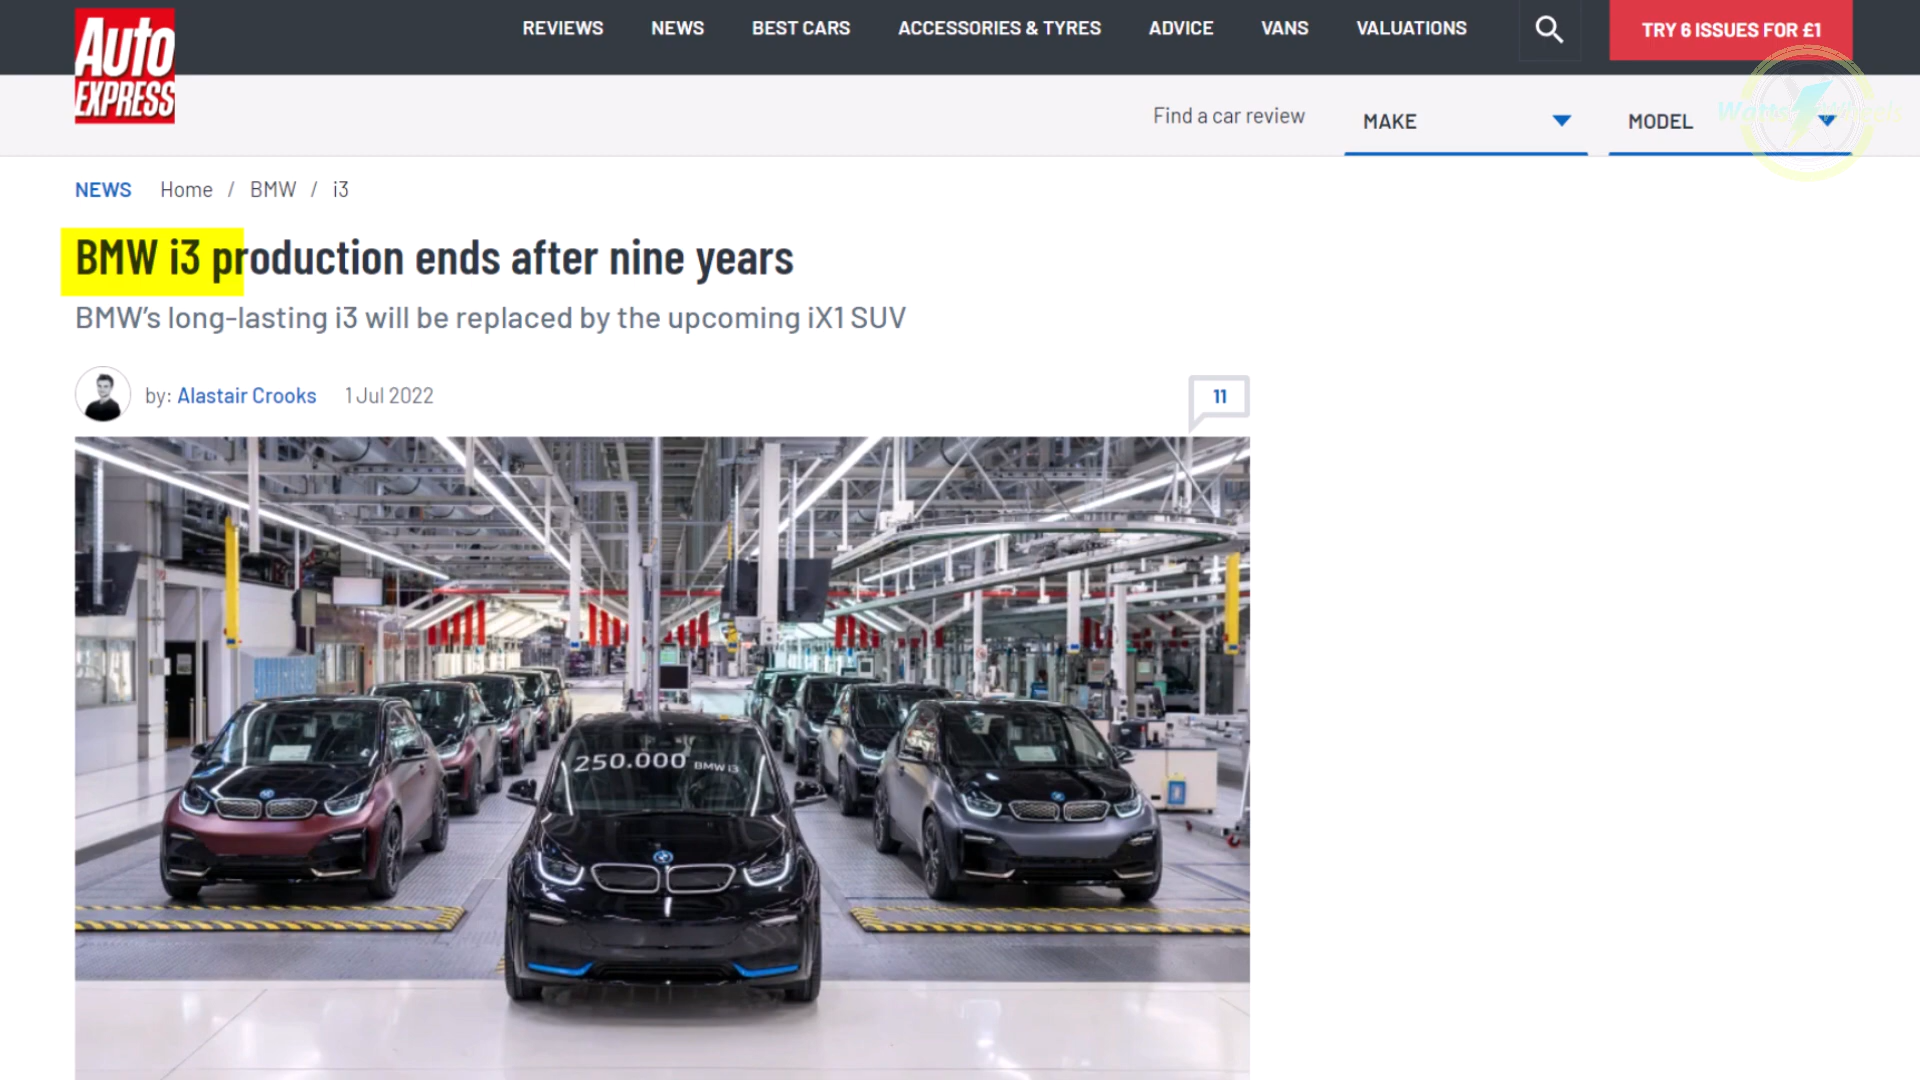 Auto
EXPRESS
REVIEWS NEWS BEST CARS ACCESSORIES & TYRES ADVICE VANS VALUATIONS
TRY 6 ISSUES FOR £1
Find a car review MAKE MODEL
Watts Wheels
NEWS Home / BMW / i3
BMW i3 production ends after nine years
BMW's long-lasting i3 will be replaced by the upcoming iX1 SUV
by: Alastair Crooks 1 Jul 2022
11
250.000 BMW i3